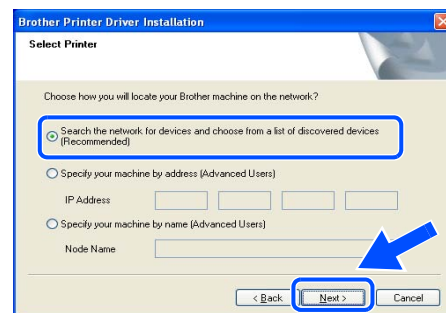 Brother Printer Driver Installation
Select Printer
Choose how you will locate your Brother machine on the network?
Search the network for devices and choose from a list of discovered devices
(Recommended)
Specify your machine by address (Advanced Users)
IP Address
Specify your machine by name (Advanced Users)
Node Name
< Back Next > Cancel